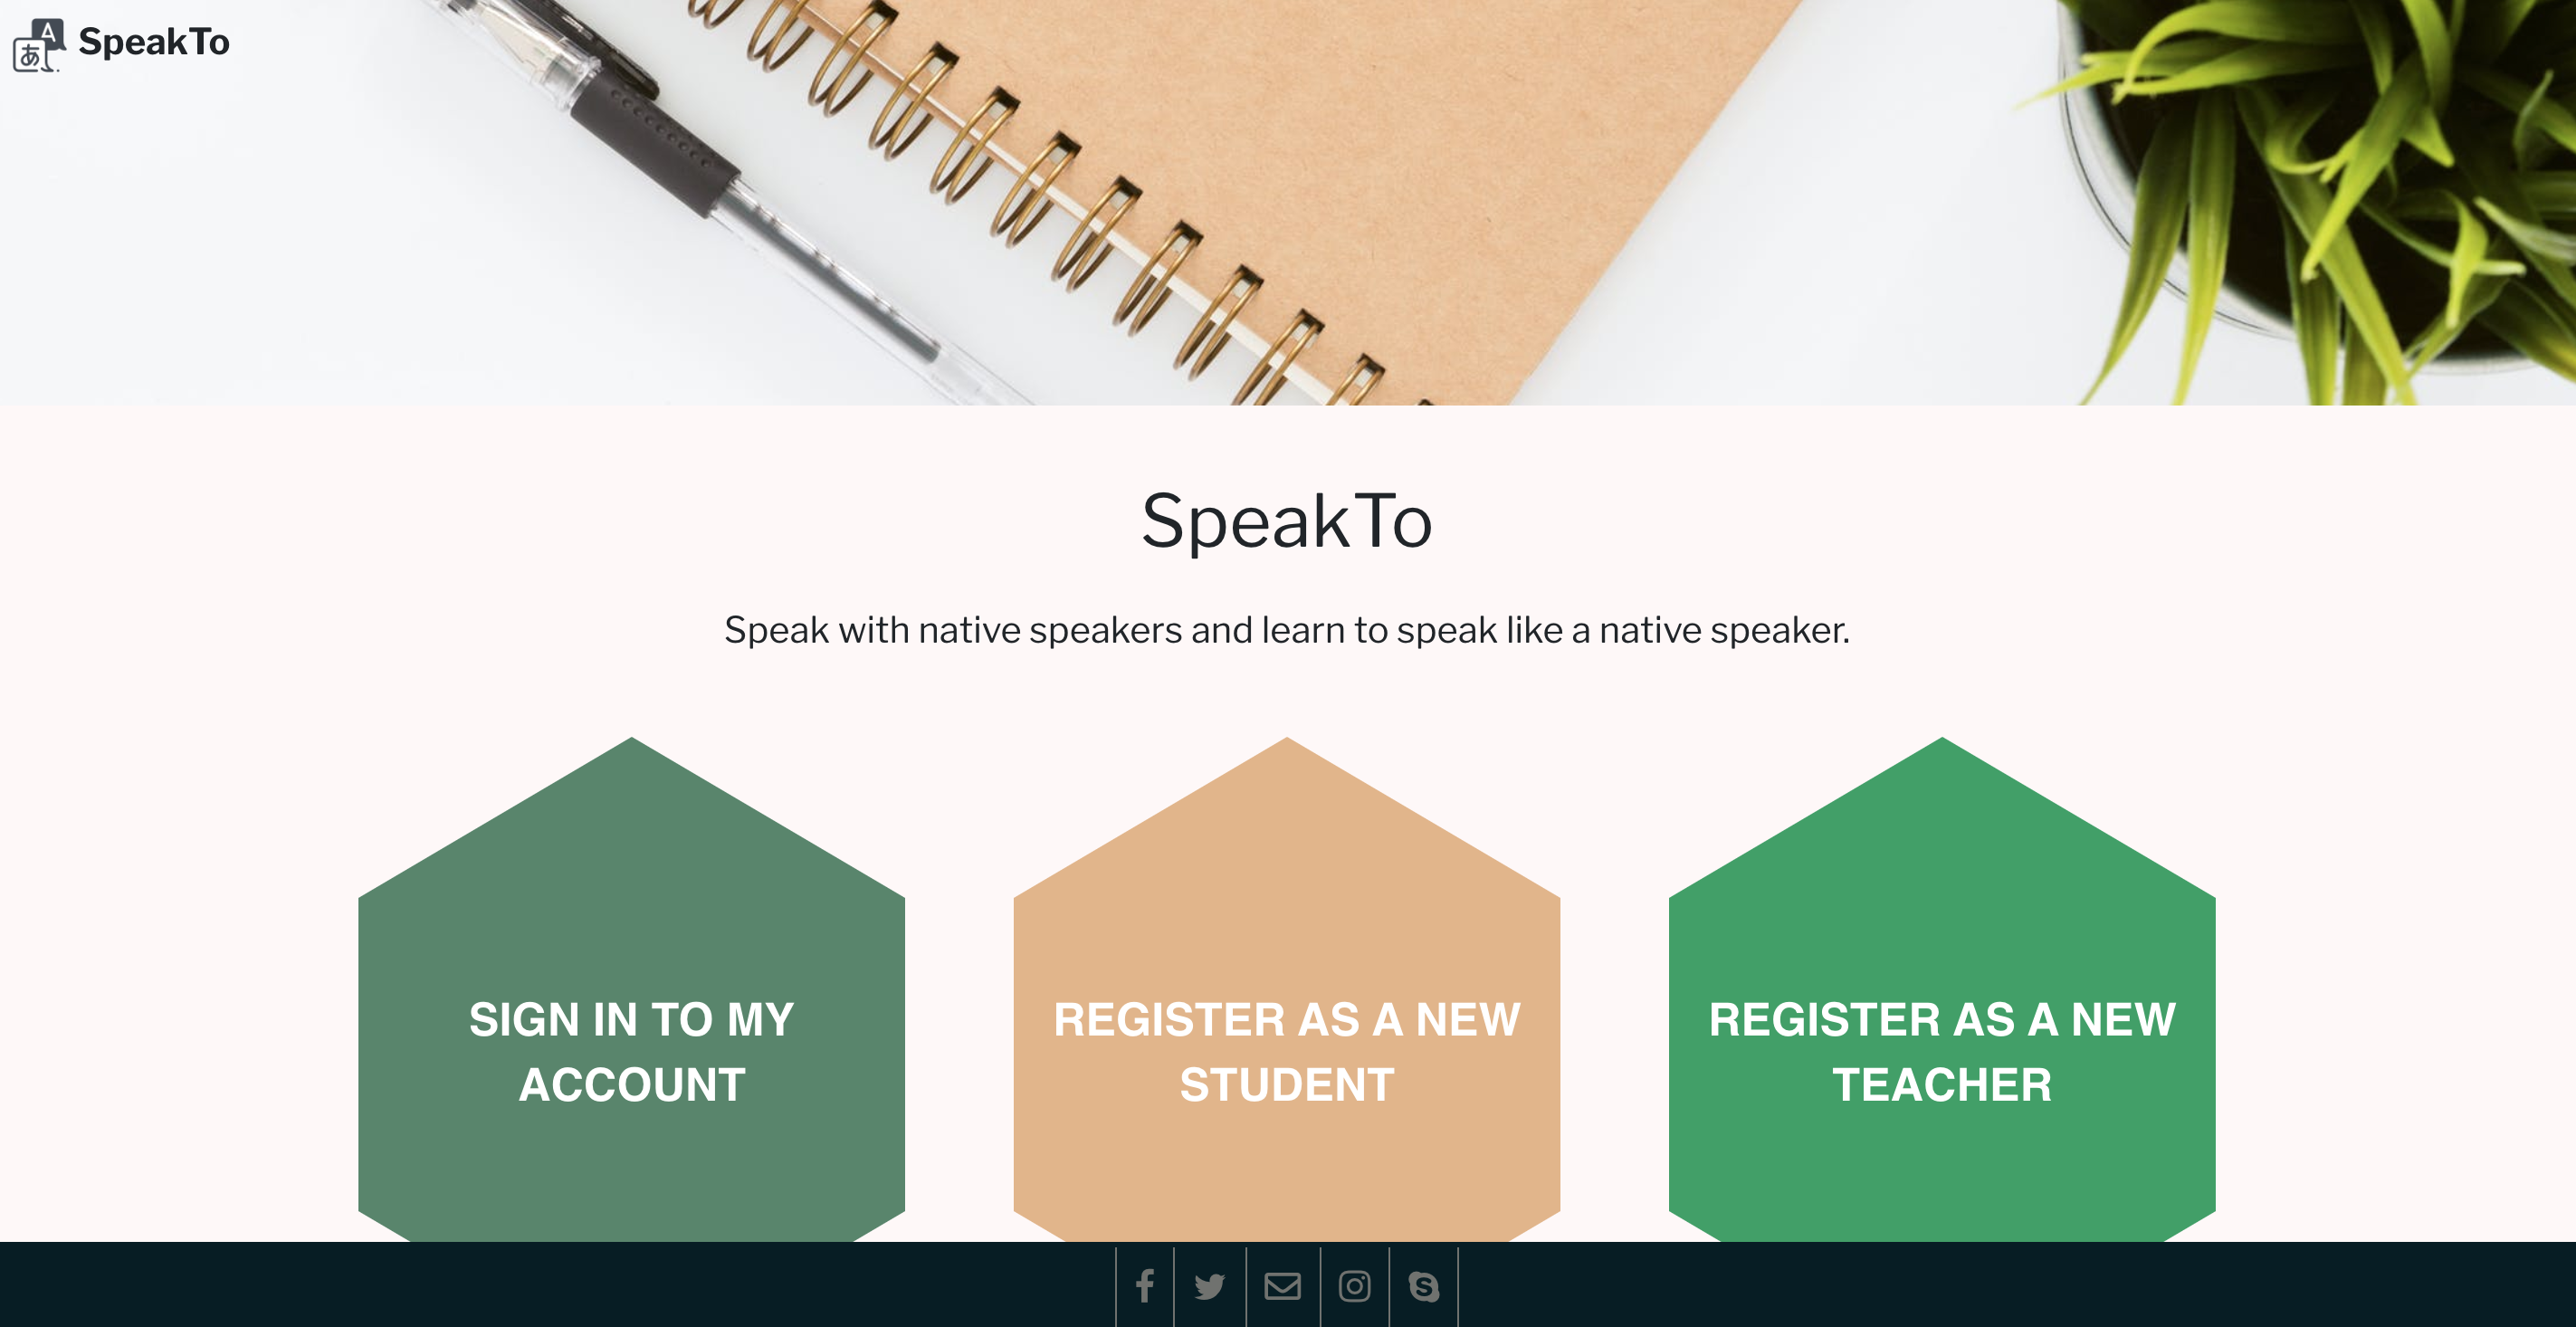 A
あ
SpeakTo
SpeakTo
Speak with native speakers and learn to speak like a native speaker.
SIGN IN TO MY
ACCOUNT
REGISTER AS A NEW
STUDENT
REGISTER AS A NEW
TEACHER